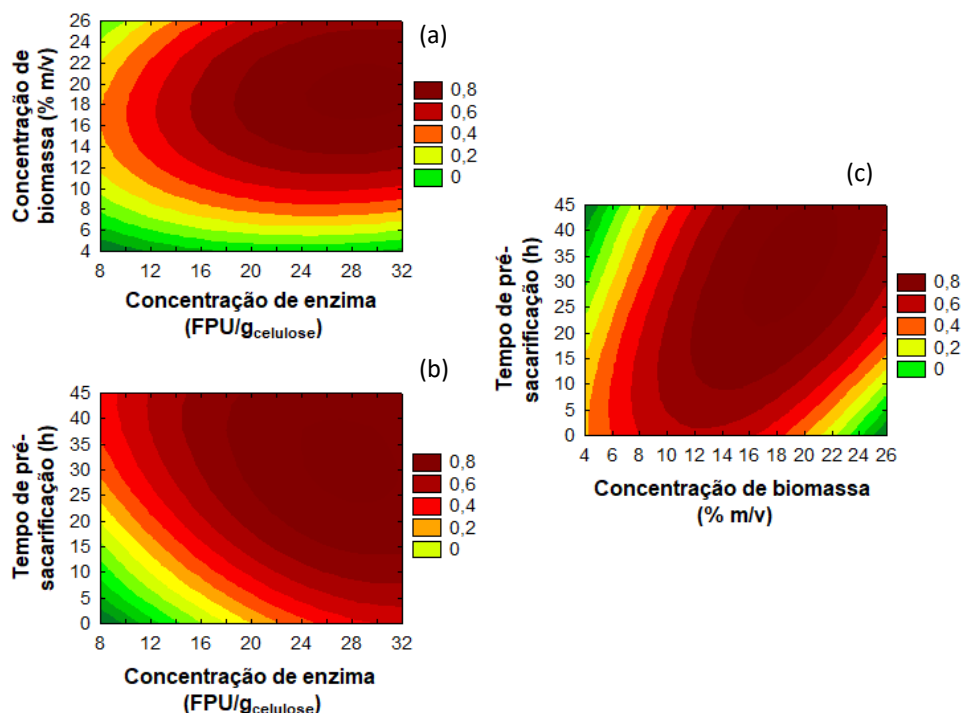 (a)
Concentração de
biomassa (% m/v)
26
24
22
20
18
16
14
12
10
8
6
4
8 12 16 20 24 28 32
Concentração de enzima
(FPU/gcelulose)
0,8
0,6
0,4
0,2
0
(b)
Tempo de pré-
sacarificação (h)
45
40
35
30
25
20
15
10
5
0
8 12 16 20 24 28 32
Concentração de enzima
(FPU/gcelulose)
0,8
0,6
0,4
0,2
0
(c)
Tempo de pré-
sacarificação (h)
45
40
35
30
25
20
15
10
5
0
4 6 8 10 12 14 16 18 20 22 24 26
Concentração de biomassa
(% m/v)
0,8
0,6
0,4
0,2
0